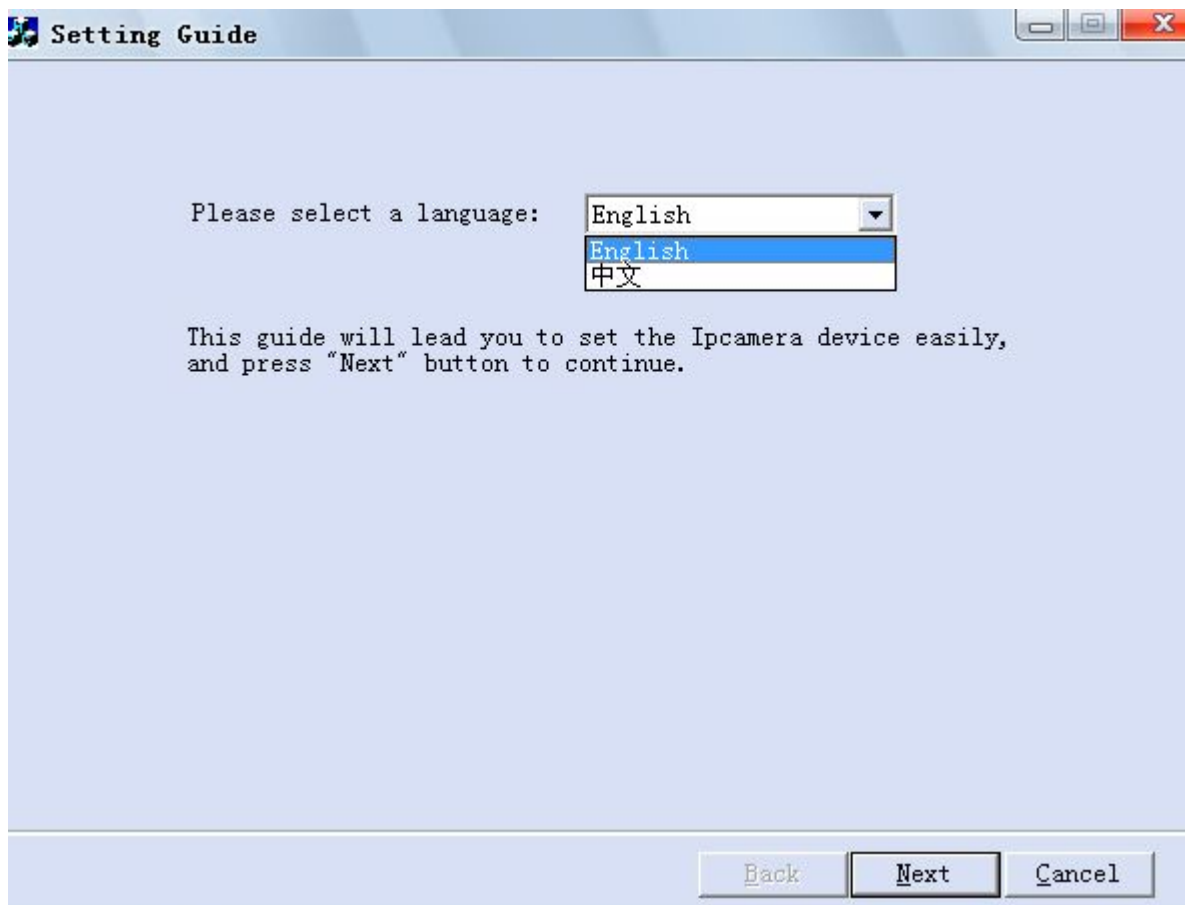 Setting Guide
Please select a language:
English
English
中文
This guide will lead you to set the Ipcamera device easily,
and press "Next" button to continue.
Back
Next
Cancel